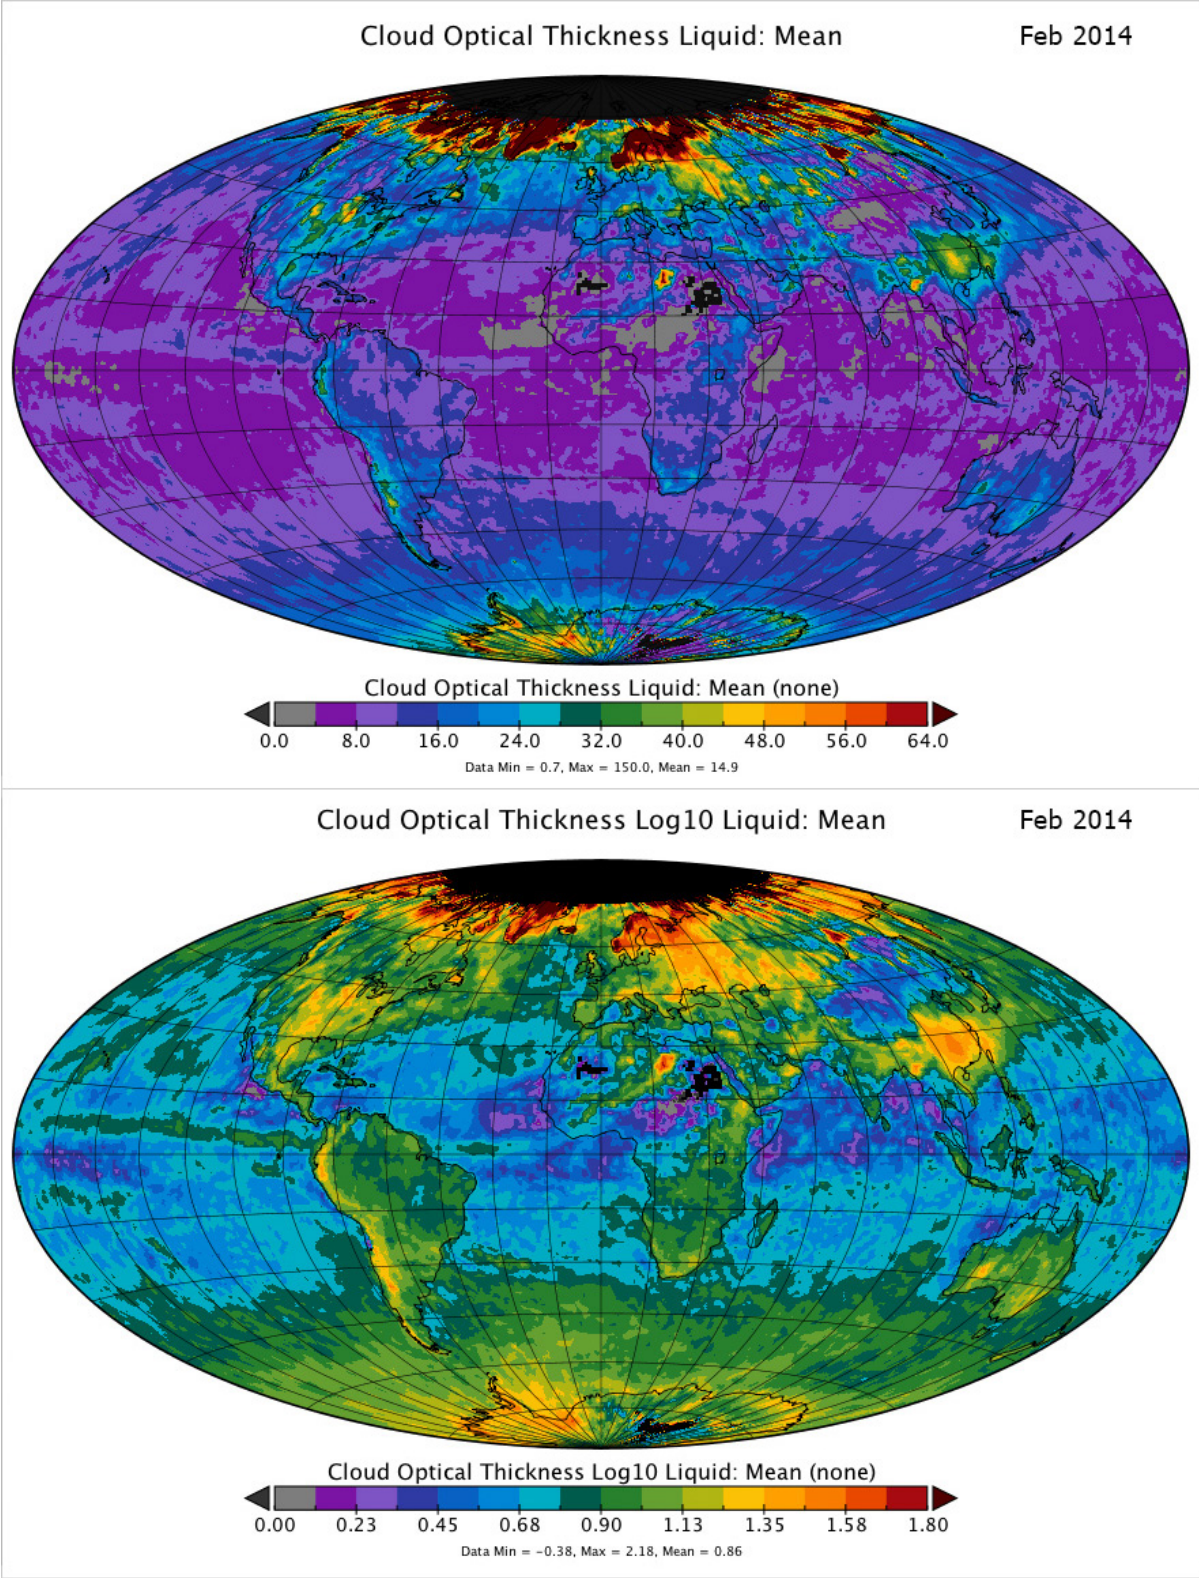 Cloud Optical Thickness Liquid: Mean Feb 2014
Cloud Optical Thickness Liquid: Mean (none)
0.0 8.0 16.0 24.0 32.0 40.0 48.0 56.0 64.0
Data Min = 0.7, Max = 150.0, Mean = 14.9
Cloud Optical Thickness Log10 Liquid: Mean Feb 2014
Cloud Optical Thickness Log10 Liquid: Mean (none)
0.00 0.23 0.45 0.68 0.90 1.13 1.35 1.58 1.80
Data Min = −0.38, Max = 2.18, Mean = 0.86